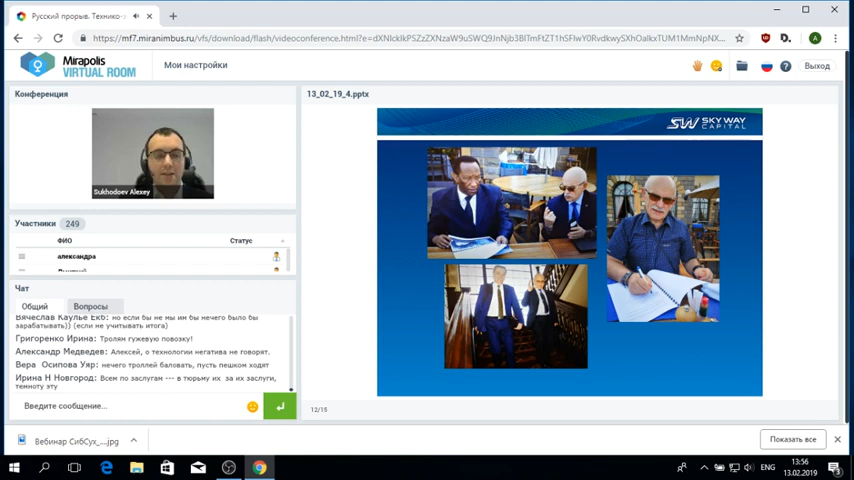 Русский прорыв. Технико-э
https://mf7.miranimbus.ru/vfs/download/flash/videoconference.html?
Mirapolis
VIRTUAL ROOM
Мои настройки
Выход
Конференция
Sukhodoev Alexey
Участники 249
ФИО Статус
александра
Чат
Общий Вопросы
Вячеслав Каулье Екб: но если бы не мы им бы нечего было бы
зарабатывать)) (если не учитывать итога)
Григоренко Ирина: Тролям гужевую повозку!
Александр Медведев: Алексей, о технологии негатива не говорят.
Вера Осипова Уяр: нечего троллей баловать, пусть пешком ходят
Ирина Н Новгород: Всем по заслугам --- в тюрьму их за их заслуги,
темноту эту
Введите сообщение...
13_02_19_4.pptx
SW SKY WAY
CAPITAL
12/15
Вебинар СибСух_....jpg
Показать все
ENG
13:56
13.02.2019